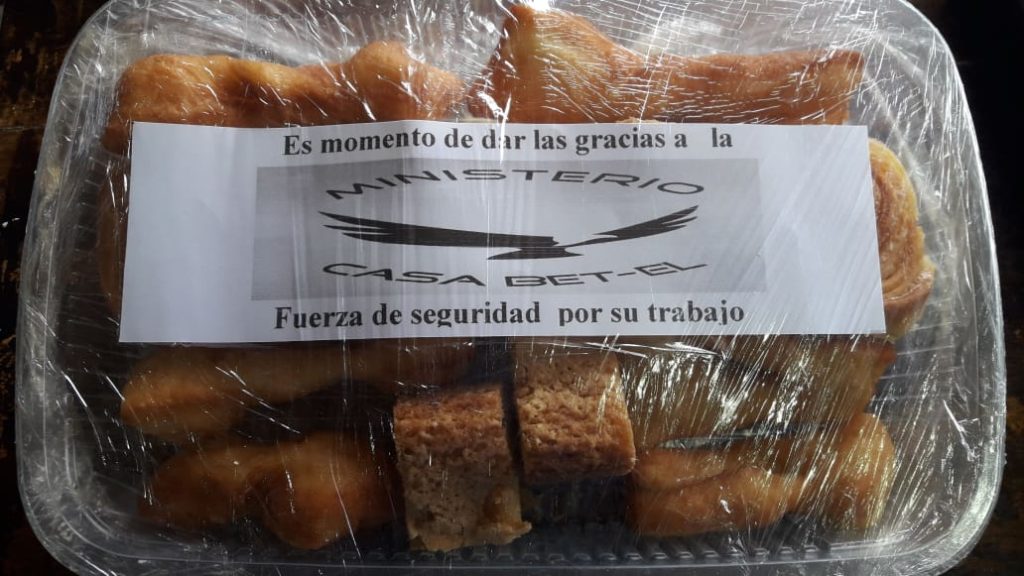 Es momento de dar las gracias a la
MINISTERIO
CASA BET-EL
Fuerza de seguridad por su trabajo